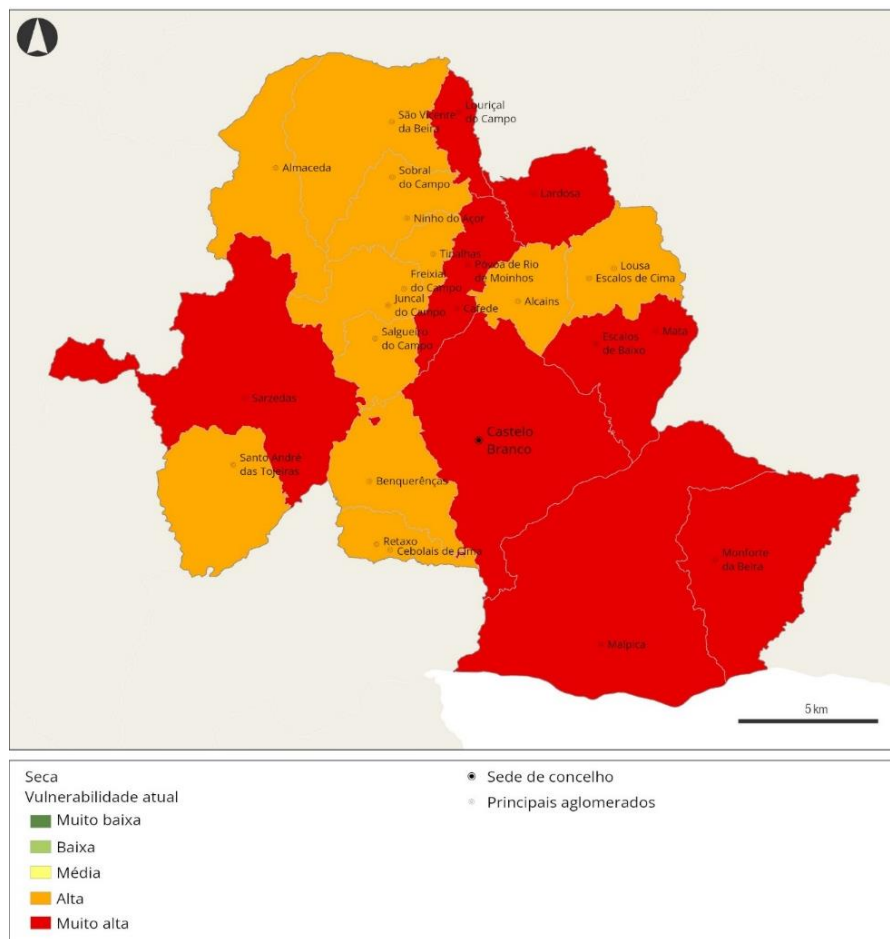 Louriçal
do Campo
São Vicente
da Beira
Almaceda
Sobral
do Campo
Lardosa
Ninho do Açor
Tinalhas
Póvoa de Rio
de Moinhos
Lousa
Escalos de Cima
Freixial
do Campo
Juncal
do Campo
Alcains
Cafede
Salgueiro
do Campo
Mata
Escalos
de Baixo
Sarzedas
Castelo
Branco
Santo André
das Tojeiras
Benquerênças
Retaxo
Cebolais de Cima
Monforte
da Beira
Malpica
5 km
Seca
Vulnerabilidade atual
Muito baixa
Baixa
Média
Alta
Muito alta
Sede de concelho
Principais aglomerados